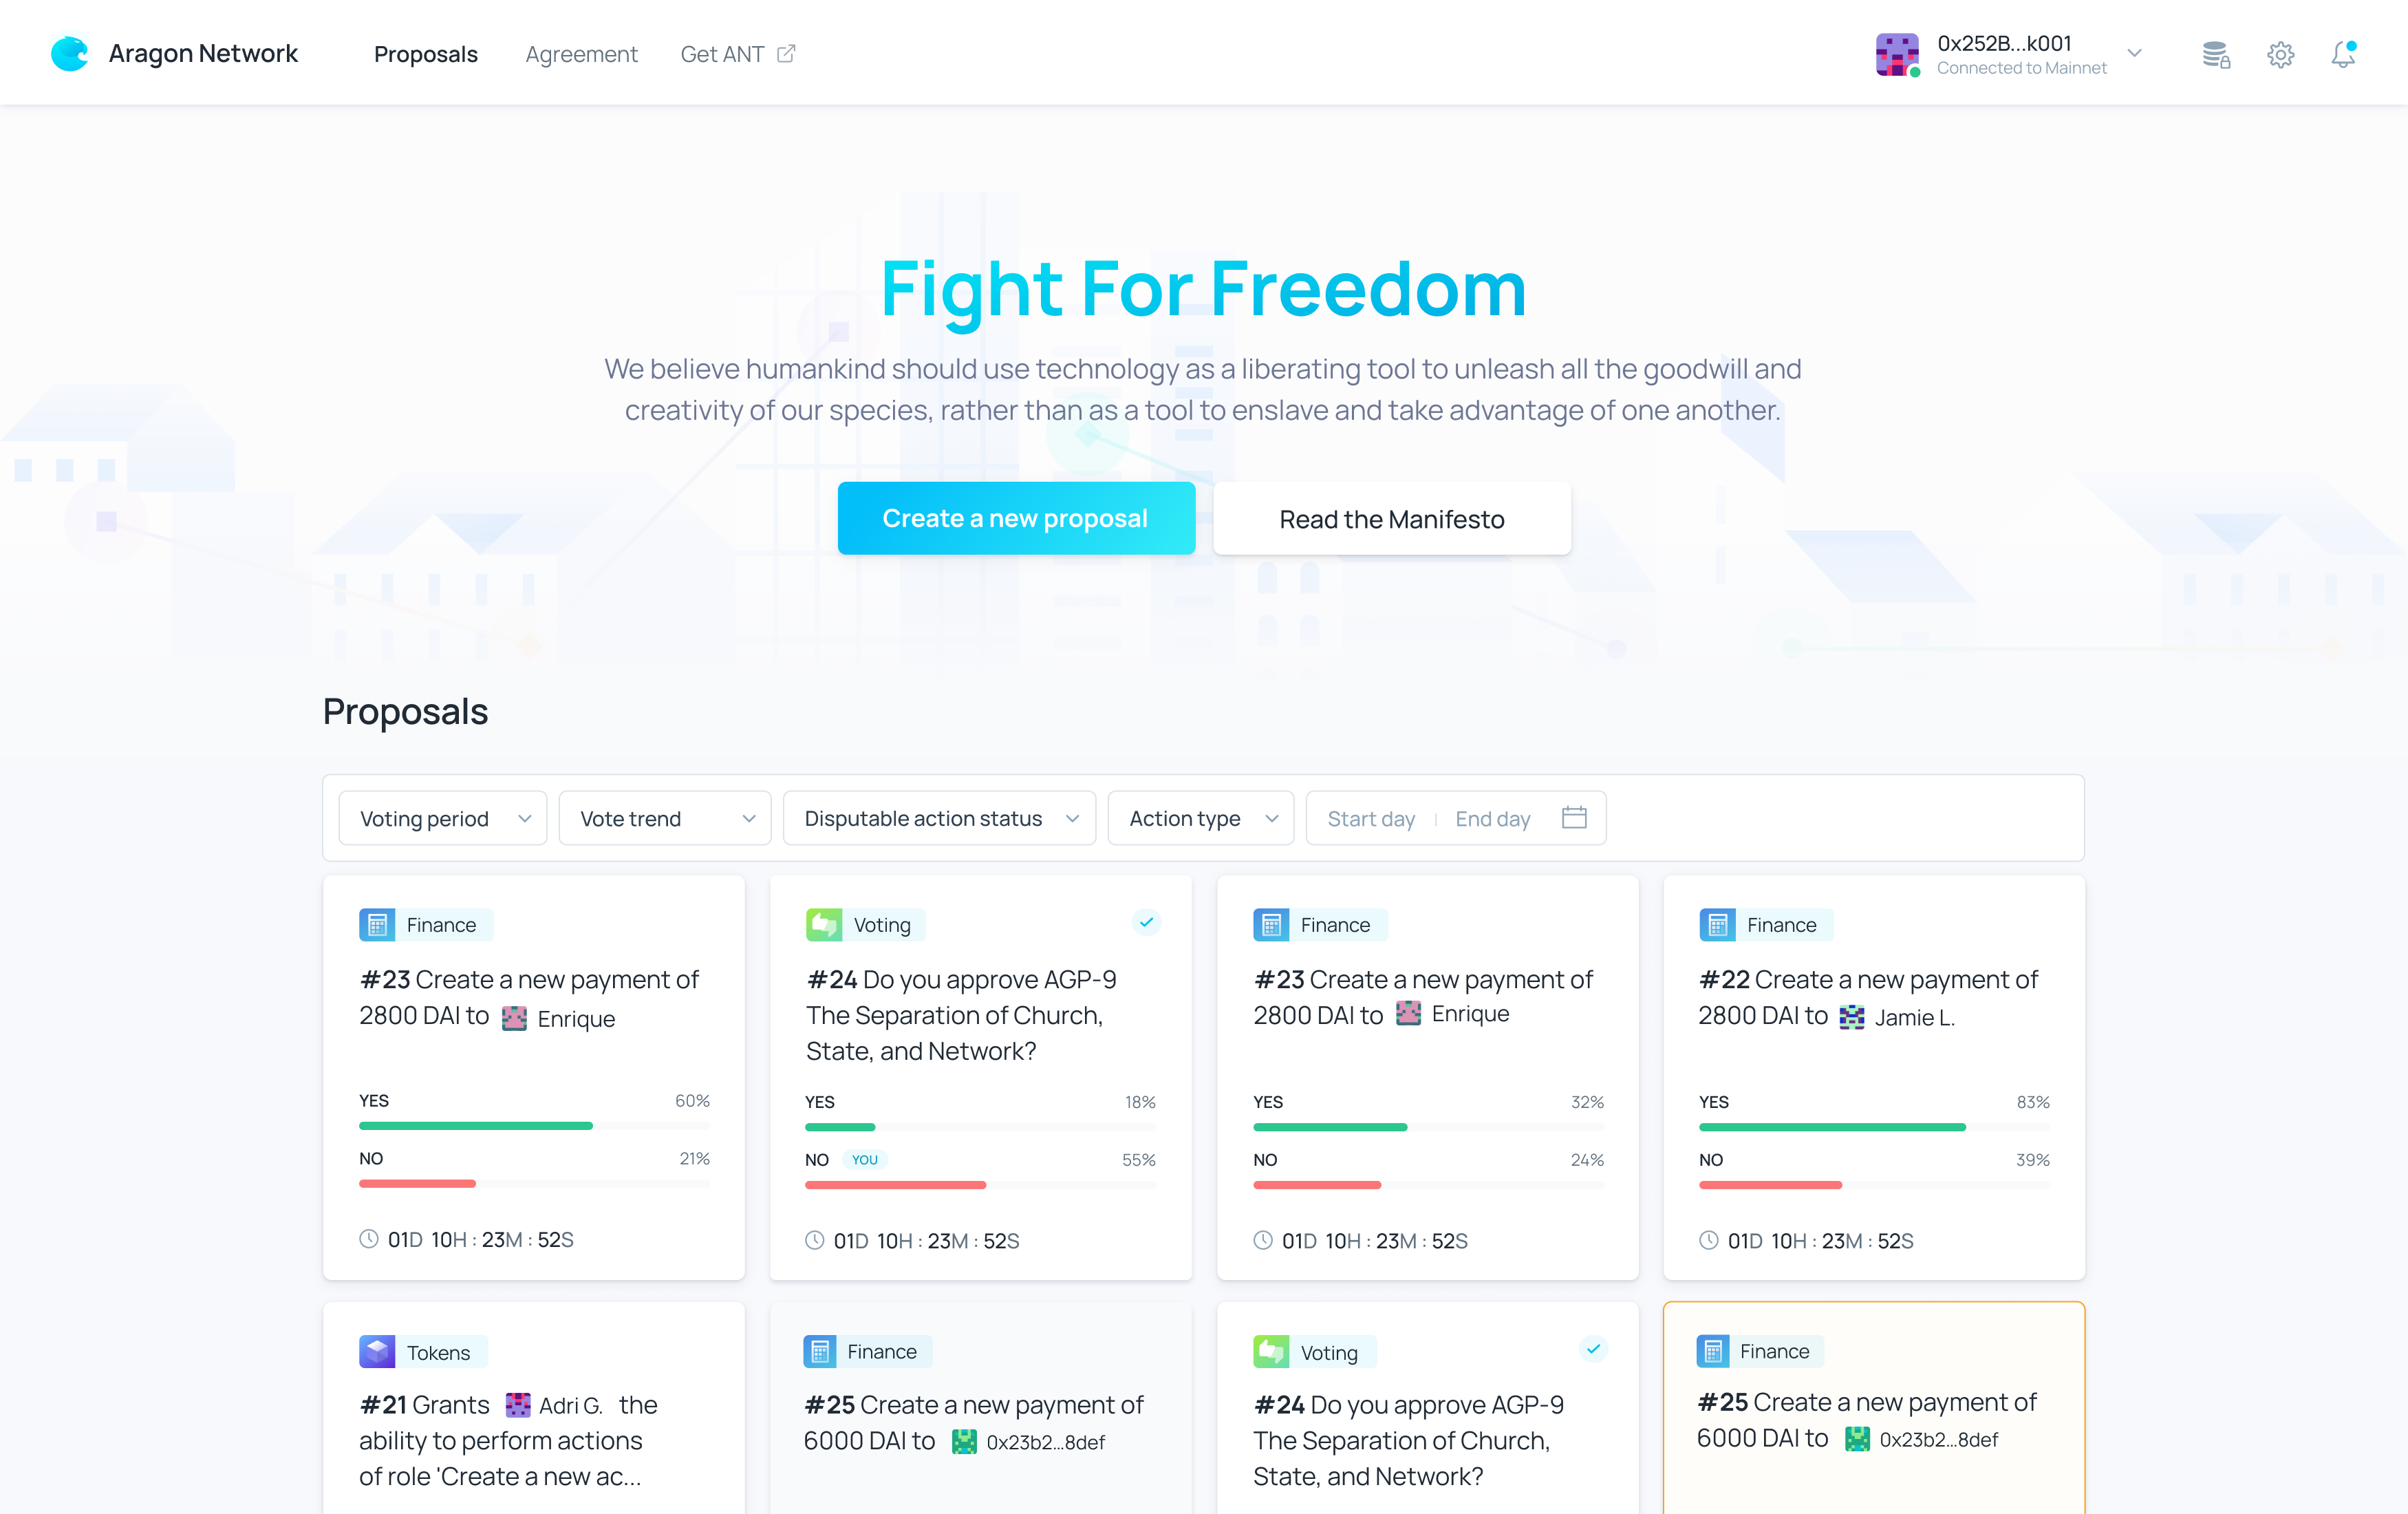 Aragon Network
Proposals
Agreement
Get ANT
0x252B...k001
Connected to Mainnet
Fight For Freedom
We believe humankind should use technology as a liberating tool to unleash all the goodwill and
creativity of our species, rather than as a tool to enslave and take advantage of one another.
Create a new proposal
Read the Manifesto
Proposals
Voting period
Vote trend
Disputable action status
Action type
Start day
End day
Finance
#23 Create a new payment of
2800 DAI to Enrique
YES 60%
NO 21%
01D 10H : 23M : 52S
Voting
#24 Do you approve AGP-9
The Separation of Church,
State, and Network?
YES 18%
NO YOU 55%
01D 10H : 23M : 52S
Finance
#23 Create a new payment of
2800 DAI to Enrique
YES 32%
NO 24%
01D 10H : 23M : 52S
Finance
#22 Create a new payment of
2800 DAI to Jamie L.
YES 83%
NO 39%
01D 10H : 23M : 52S
Tokens
#21 Grants Adri G. the
ability to perform actions
of role 'Create a new ac...
Finance
#25 Create a new payment of
6000 DAI to 0x23b2...8def
Voting
#24 Do you approve AGP-9
The Separation of Church,
State, and Network?
Finance
#25 Create a new payment of
6000 DAI to 0x23b2...8def